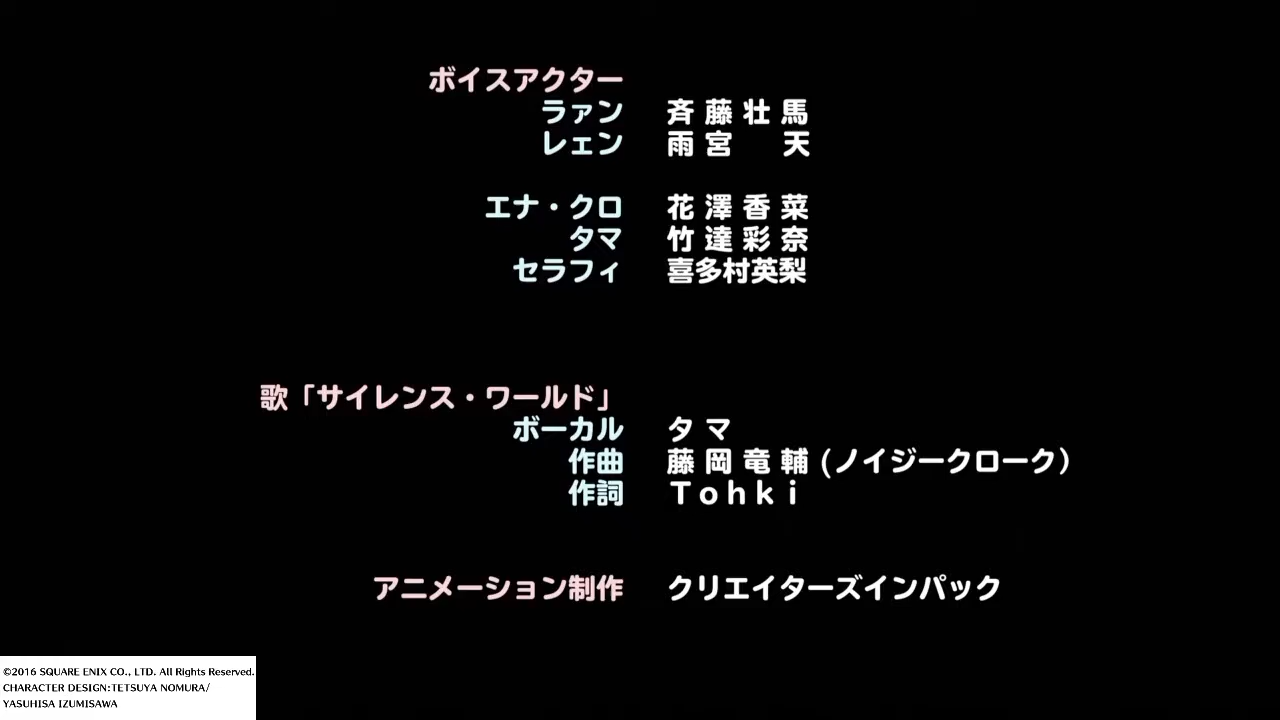 ボイスアクター
ラァン 斉藤壮馬
レェン 雨宮 天
エナ・クロ 花澤香菜
タマ 竹達彩奈
セラフィ 喜多村英梨
歌「サイレンス・ワールド」
ボーカル タマ
作曲 藤岡竜輔(ノイジークローク)
作詞 Tohki
アニメーション制作 クリエイターズインパック
©2016 SQUARE ENIX CO., LTD. All Rights Reserved.
CHARACTER DESIGN:TETSUYA NOMURA/
YASUHISA IZUMISAWA